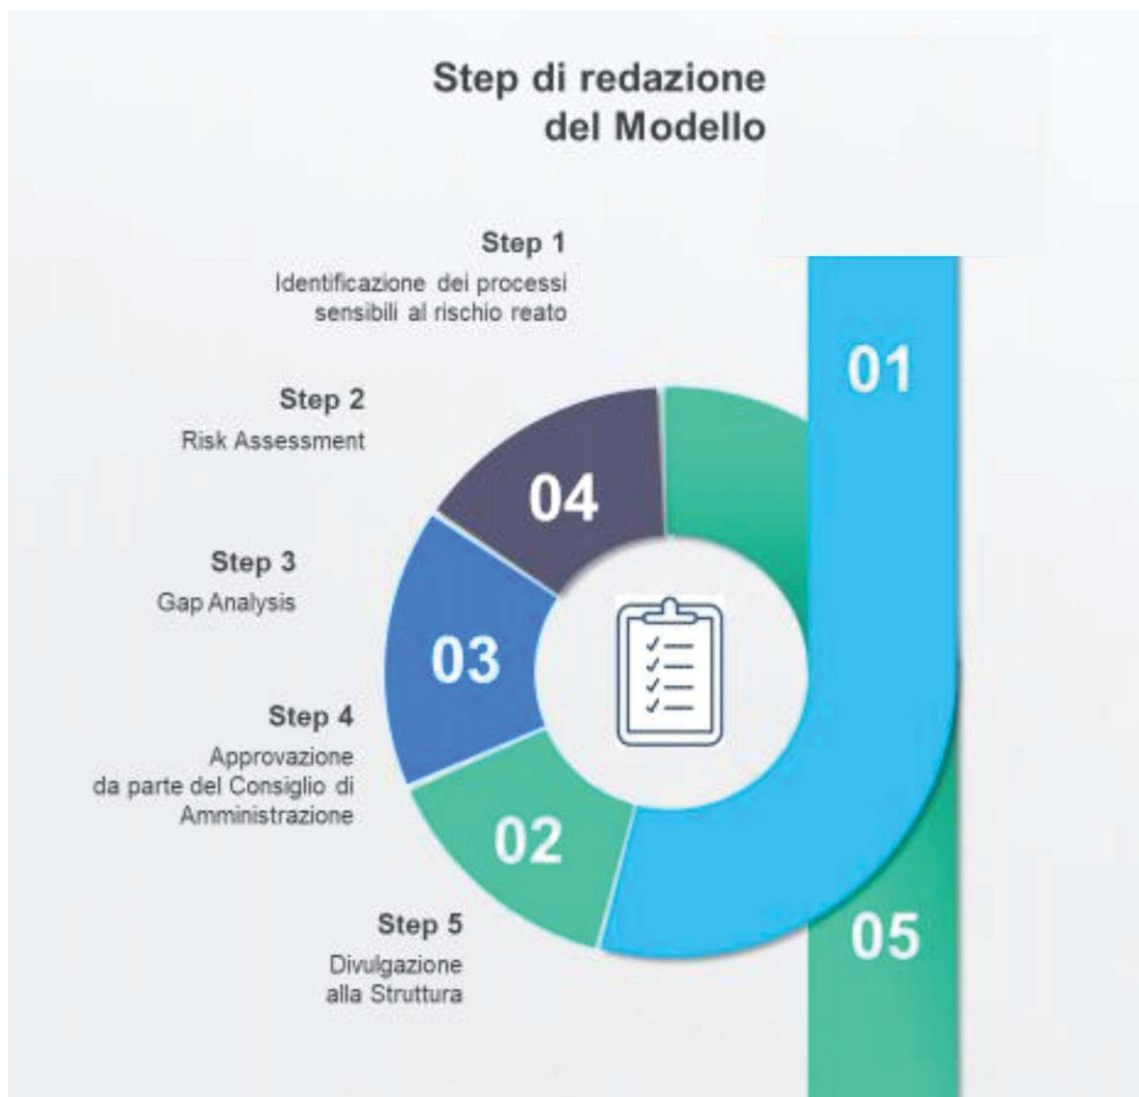 Step di redazione
del Modello
Step 1
Identificazione dei processi
sensibili al rischio reato
Step 2
Risk Assessment
Step 3
Gap Analysis
Step 4
Approvazione
da parte del Consiglio di
Amministrazione
Step 5
Divulgazione
alla Struttura
01
04
03
02
05